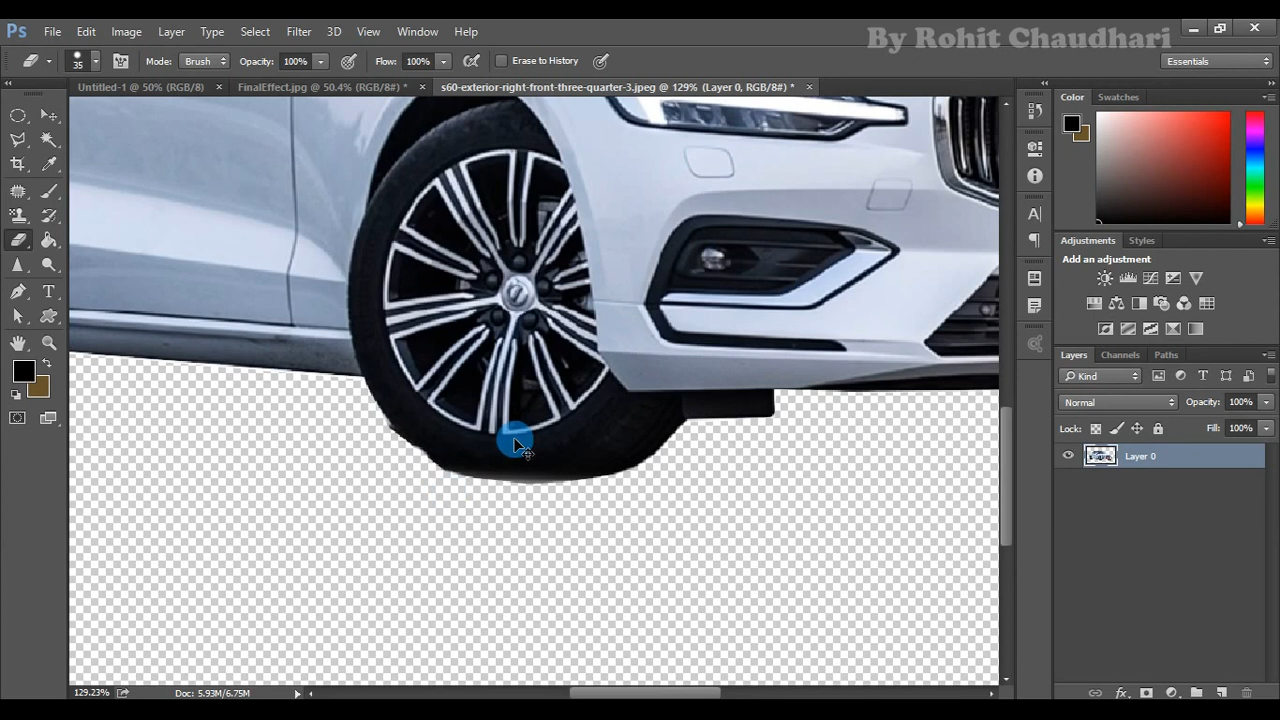 By Rohit Chaudhari
Ps File Edit Image Layer Type Select Filter 3D View Window Help
35 Mode: Brush Opacity: 100% Flow: 100% Erase to History Essentials
Untitled-1 @ 50% (RGB/8) × FinalEffect.jpg @ 50.4% (RGB/8#) * × s60-exterior-right-front-three-quarter-3.jpeg @ 129% (Layer 0, RGB/8#) * ×
Color Swatches
Adjustments Styles
Add an adjustment
Layers Channels Paths
Kind
Normal Opacity: 100%
Lock: Fill: 100%
Layer 0
129.23% Doc: 5.93M/6.75M